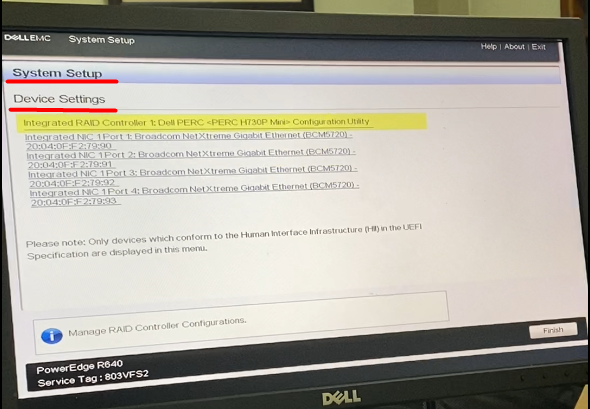 DELLEMC System Setup
Help | About | Exit
System Setup
Device Settings
Integrated RAID Controller 1: Dell PERC <PERC H730P Mini> Configuration Utility
Integrated NIC 1 Port 1: Broadcom NetXtreme Gigabit Ethernet (BCM5720) -
20:04:0F:F2:79:90
Integrated NIC 1 Port 2: Broadcom NetXtreme Gigabit Ethernet (BCM5720) -
20:04:0F:F2:79:91
Integrated NIC 1 Port 3: Broadcom NetXtreme Gigabit Ethernet (BCM5720) -
20:04:0F:F2:79:92
Integrated NIC 1 Port 4: Broadcom NetXtreme Gigabit Ethernet (BCM5720) -
20:04:0F:F2:79:93
Please note: Only devices which conform to the Human Interface Infrastructure (HII) in the UEFI
Specification are displayed in this menu.
Manage RAID Controller Configurations.
Finish
PowerEdge R640
Service Tag : 803VFS2
DELL